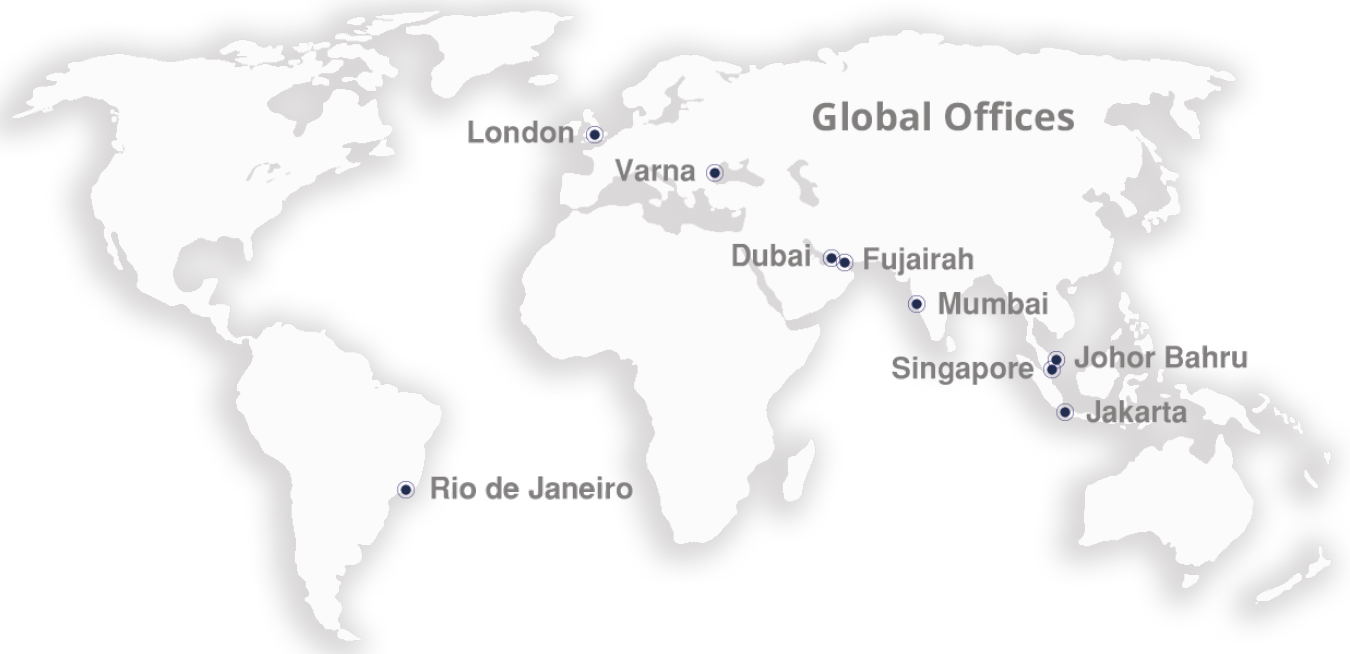 Global Offices
London
Varna
Dubai
Fujairah
Mumbai
Johor Bahru
Singapore
Jakarta
Rio de Janeiro